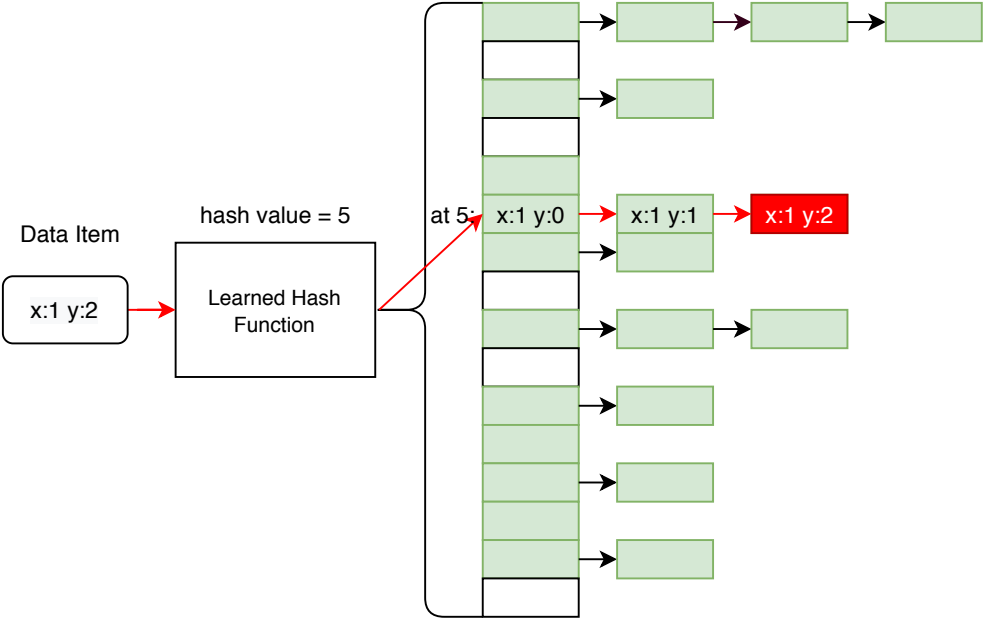 hash value = 5
at 5:
x:1 y:0
x:1 y:1
x:1 y:2
Data Item
x:1 y:2
Learned Hash
Function